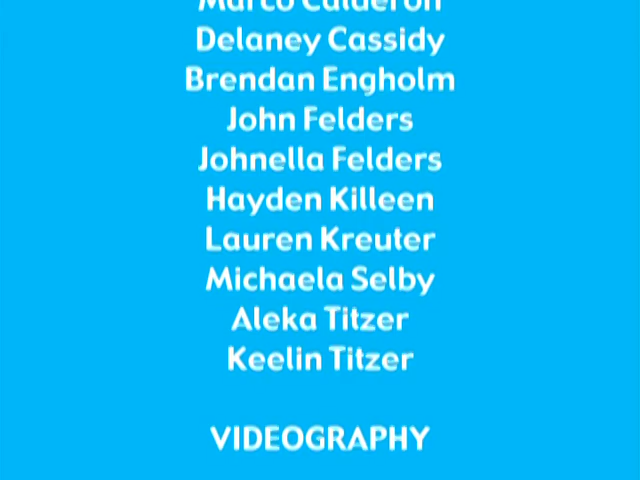 Marco Calderon
Delaney Cassidy
Brendan Engholm
John Felders
Johnella Felders
Hayden Killeen
Lauren Kreuter
Michaela Selby
Aleka Titzer
Keelin Titzer
VIDEOGRAPHY